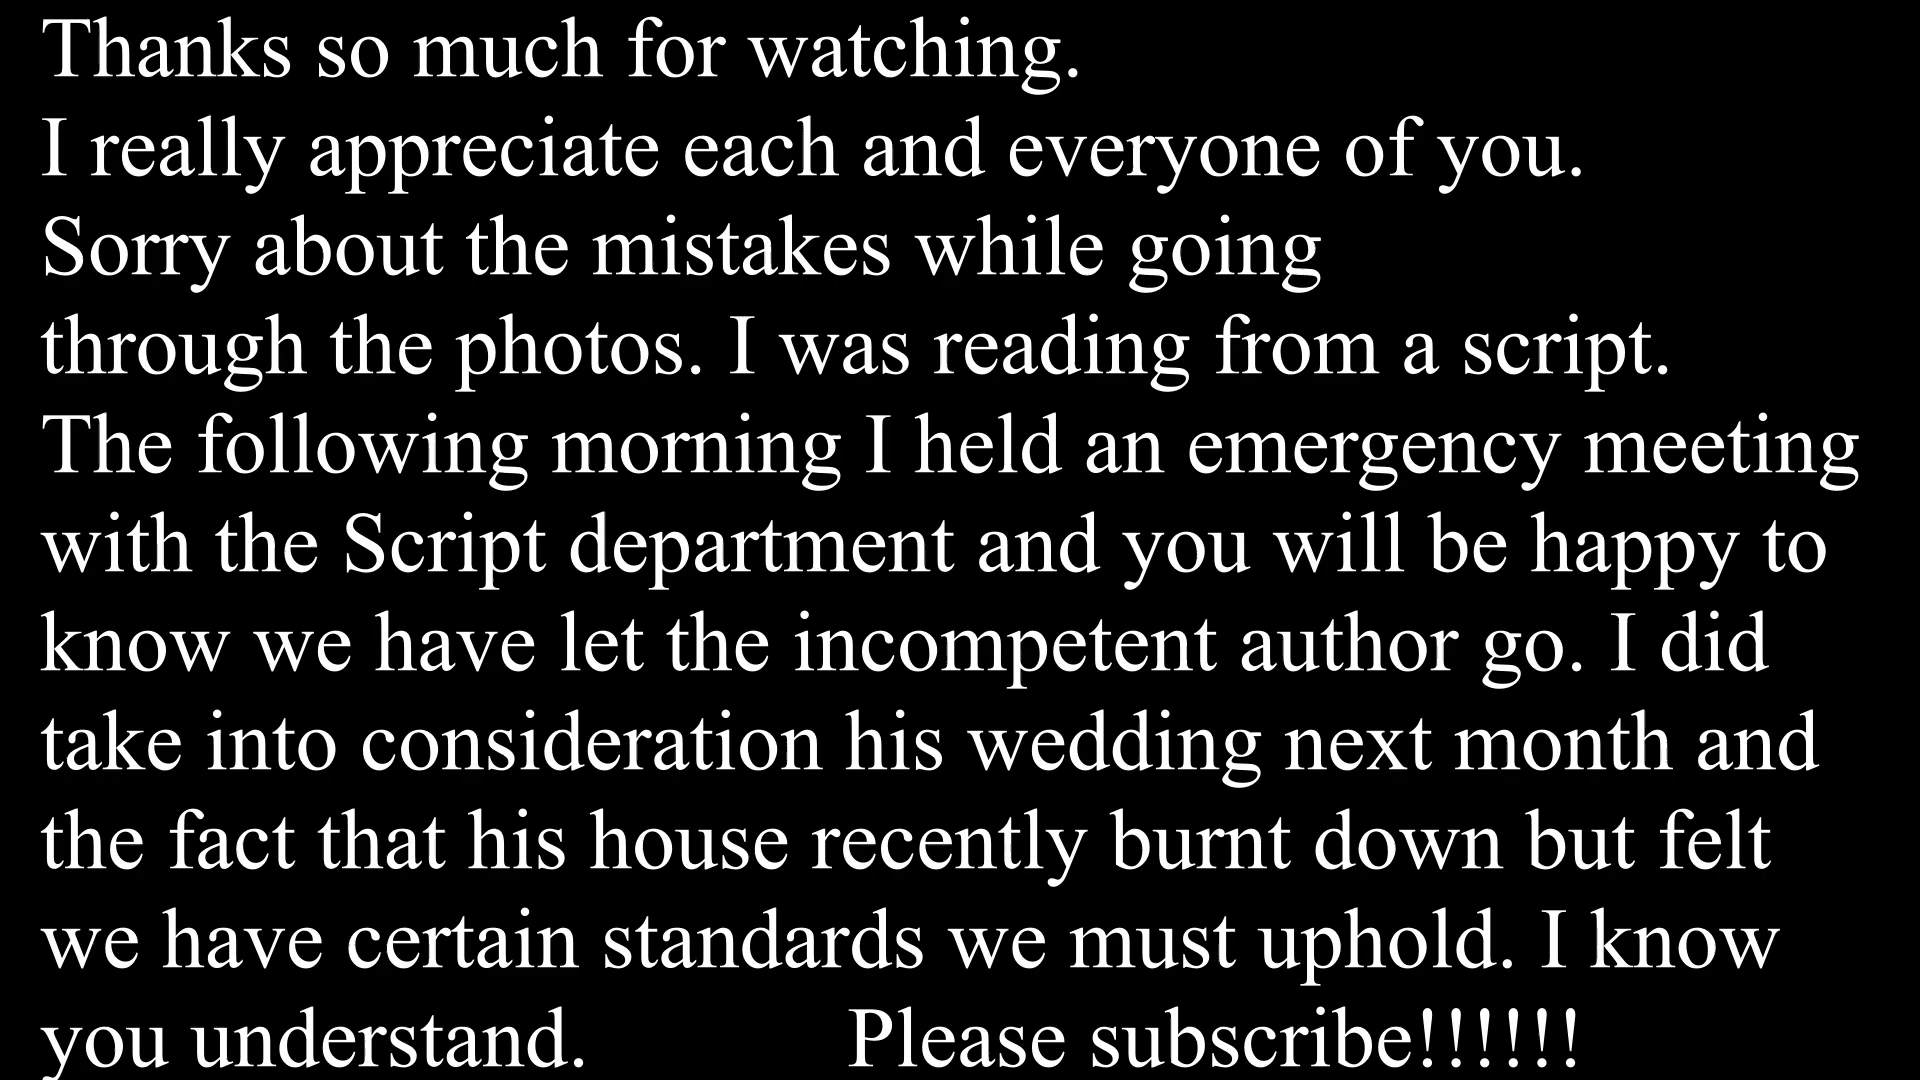 Thanks so much for watching.
I really appreciate each and everyone of you.
Sorry about the mistakes while going
through the photos. I was reading from a script.
The following morning I held an emergency meeting
with the Script department and you will be happy to
know we have let the incompetent author go. I did
take into consideration his wedding next month and
the fact that his house recently burnt down but felt
we have certain standards we must uphold. I know
you understand. Please subscribe!!!!!!